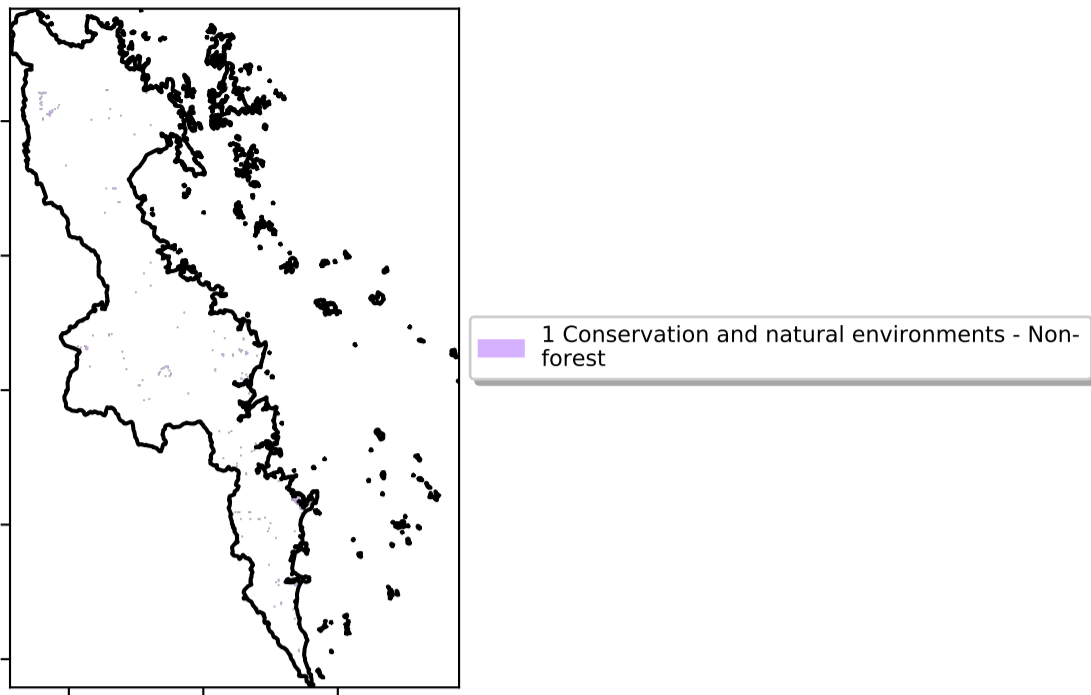 1 Conservation and natural environments - Non-
forest